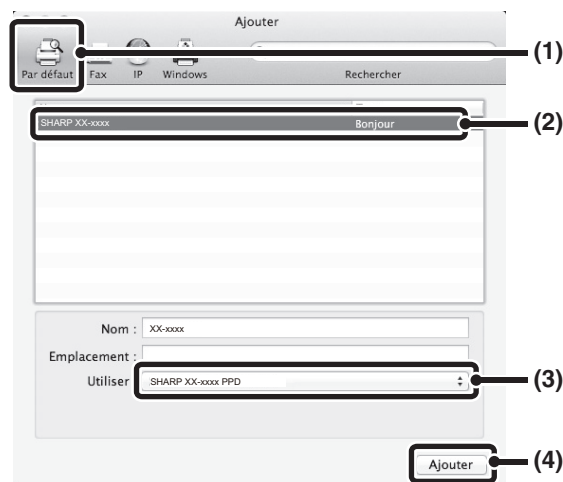 Ajouter
(1)
Par défaut Fax IP Windows Rechercher
SHARP XX-xxxx Bonjour
(2)
Nom : XX-xxxx
Emplacement :
Utiliser SHARP XX-xxxx PPD
(3)
Ajouter
(4)